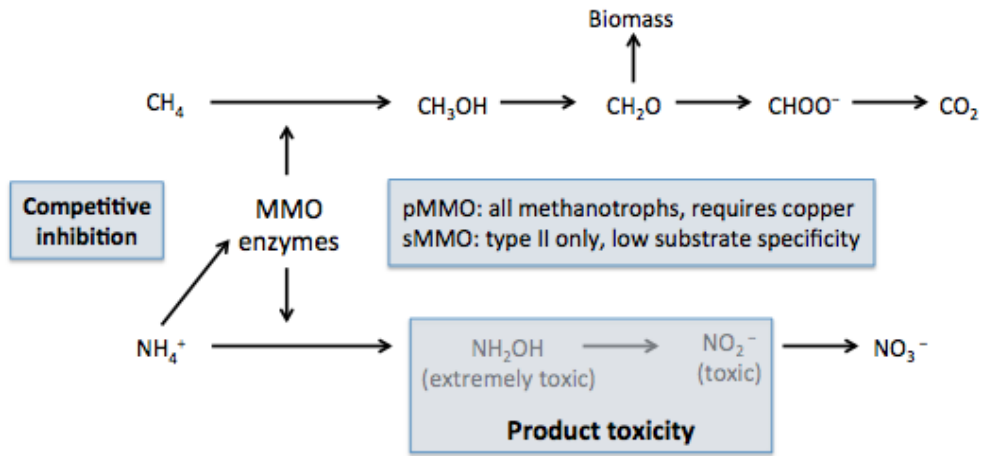 Biomass
CH₄ CH₃OH CH₂O CHOO⁻ CO₂
Competitive
inhibition
MMO
enzymes
pMMO: all methanotrophs, requires copper
sMMO: type II only, low substrate specificity
NH₄⁺ NH₂OH NO₂⁻ NO₃⁻
(extremely toxic) (toxic)
Product toxicity